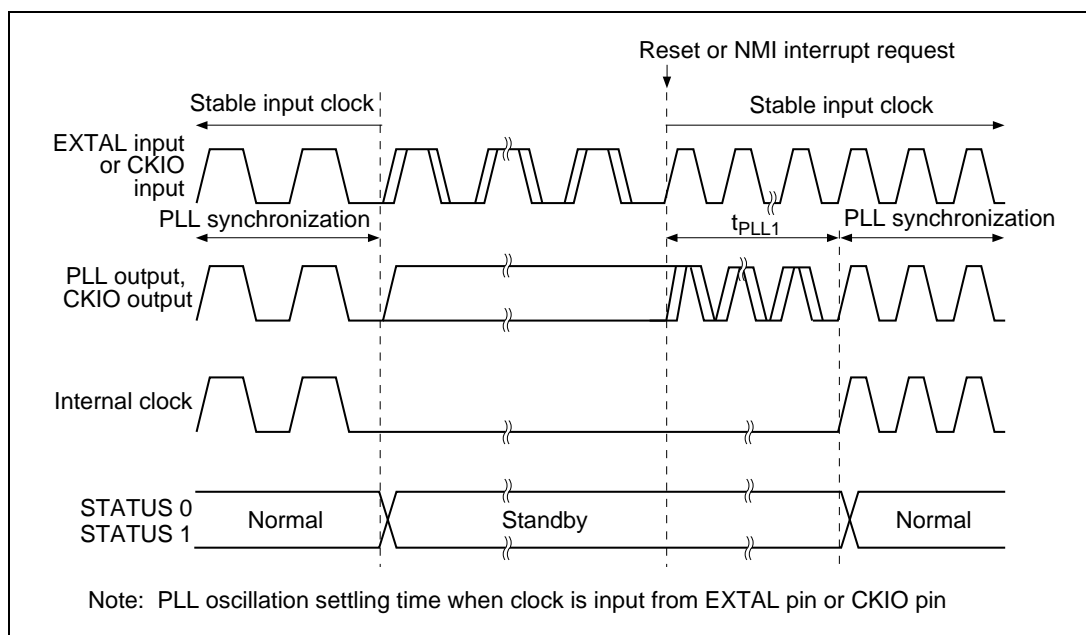 Reset or NMI interrupt request
Stable input clock
Stable input clock
EXTAL input
or CKIO
input
PLL synchronization
tPLL1
PLL synchronization
PLL output,
CKIO output
Internal clock
STATUS 0
STATUS 1
Normal
Standby
Normal
Note: PLL oscillation settling time when clock is input from EXTAL pin or CKIO pin